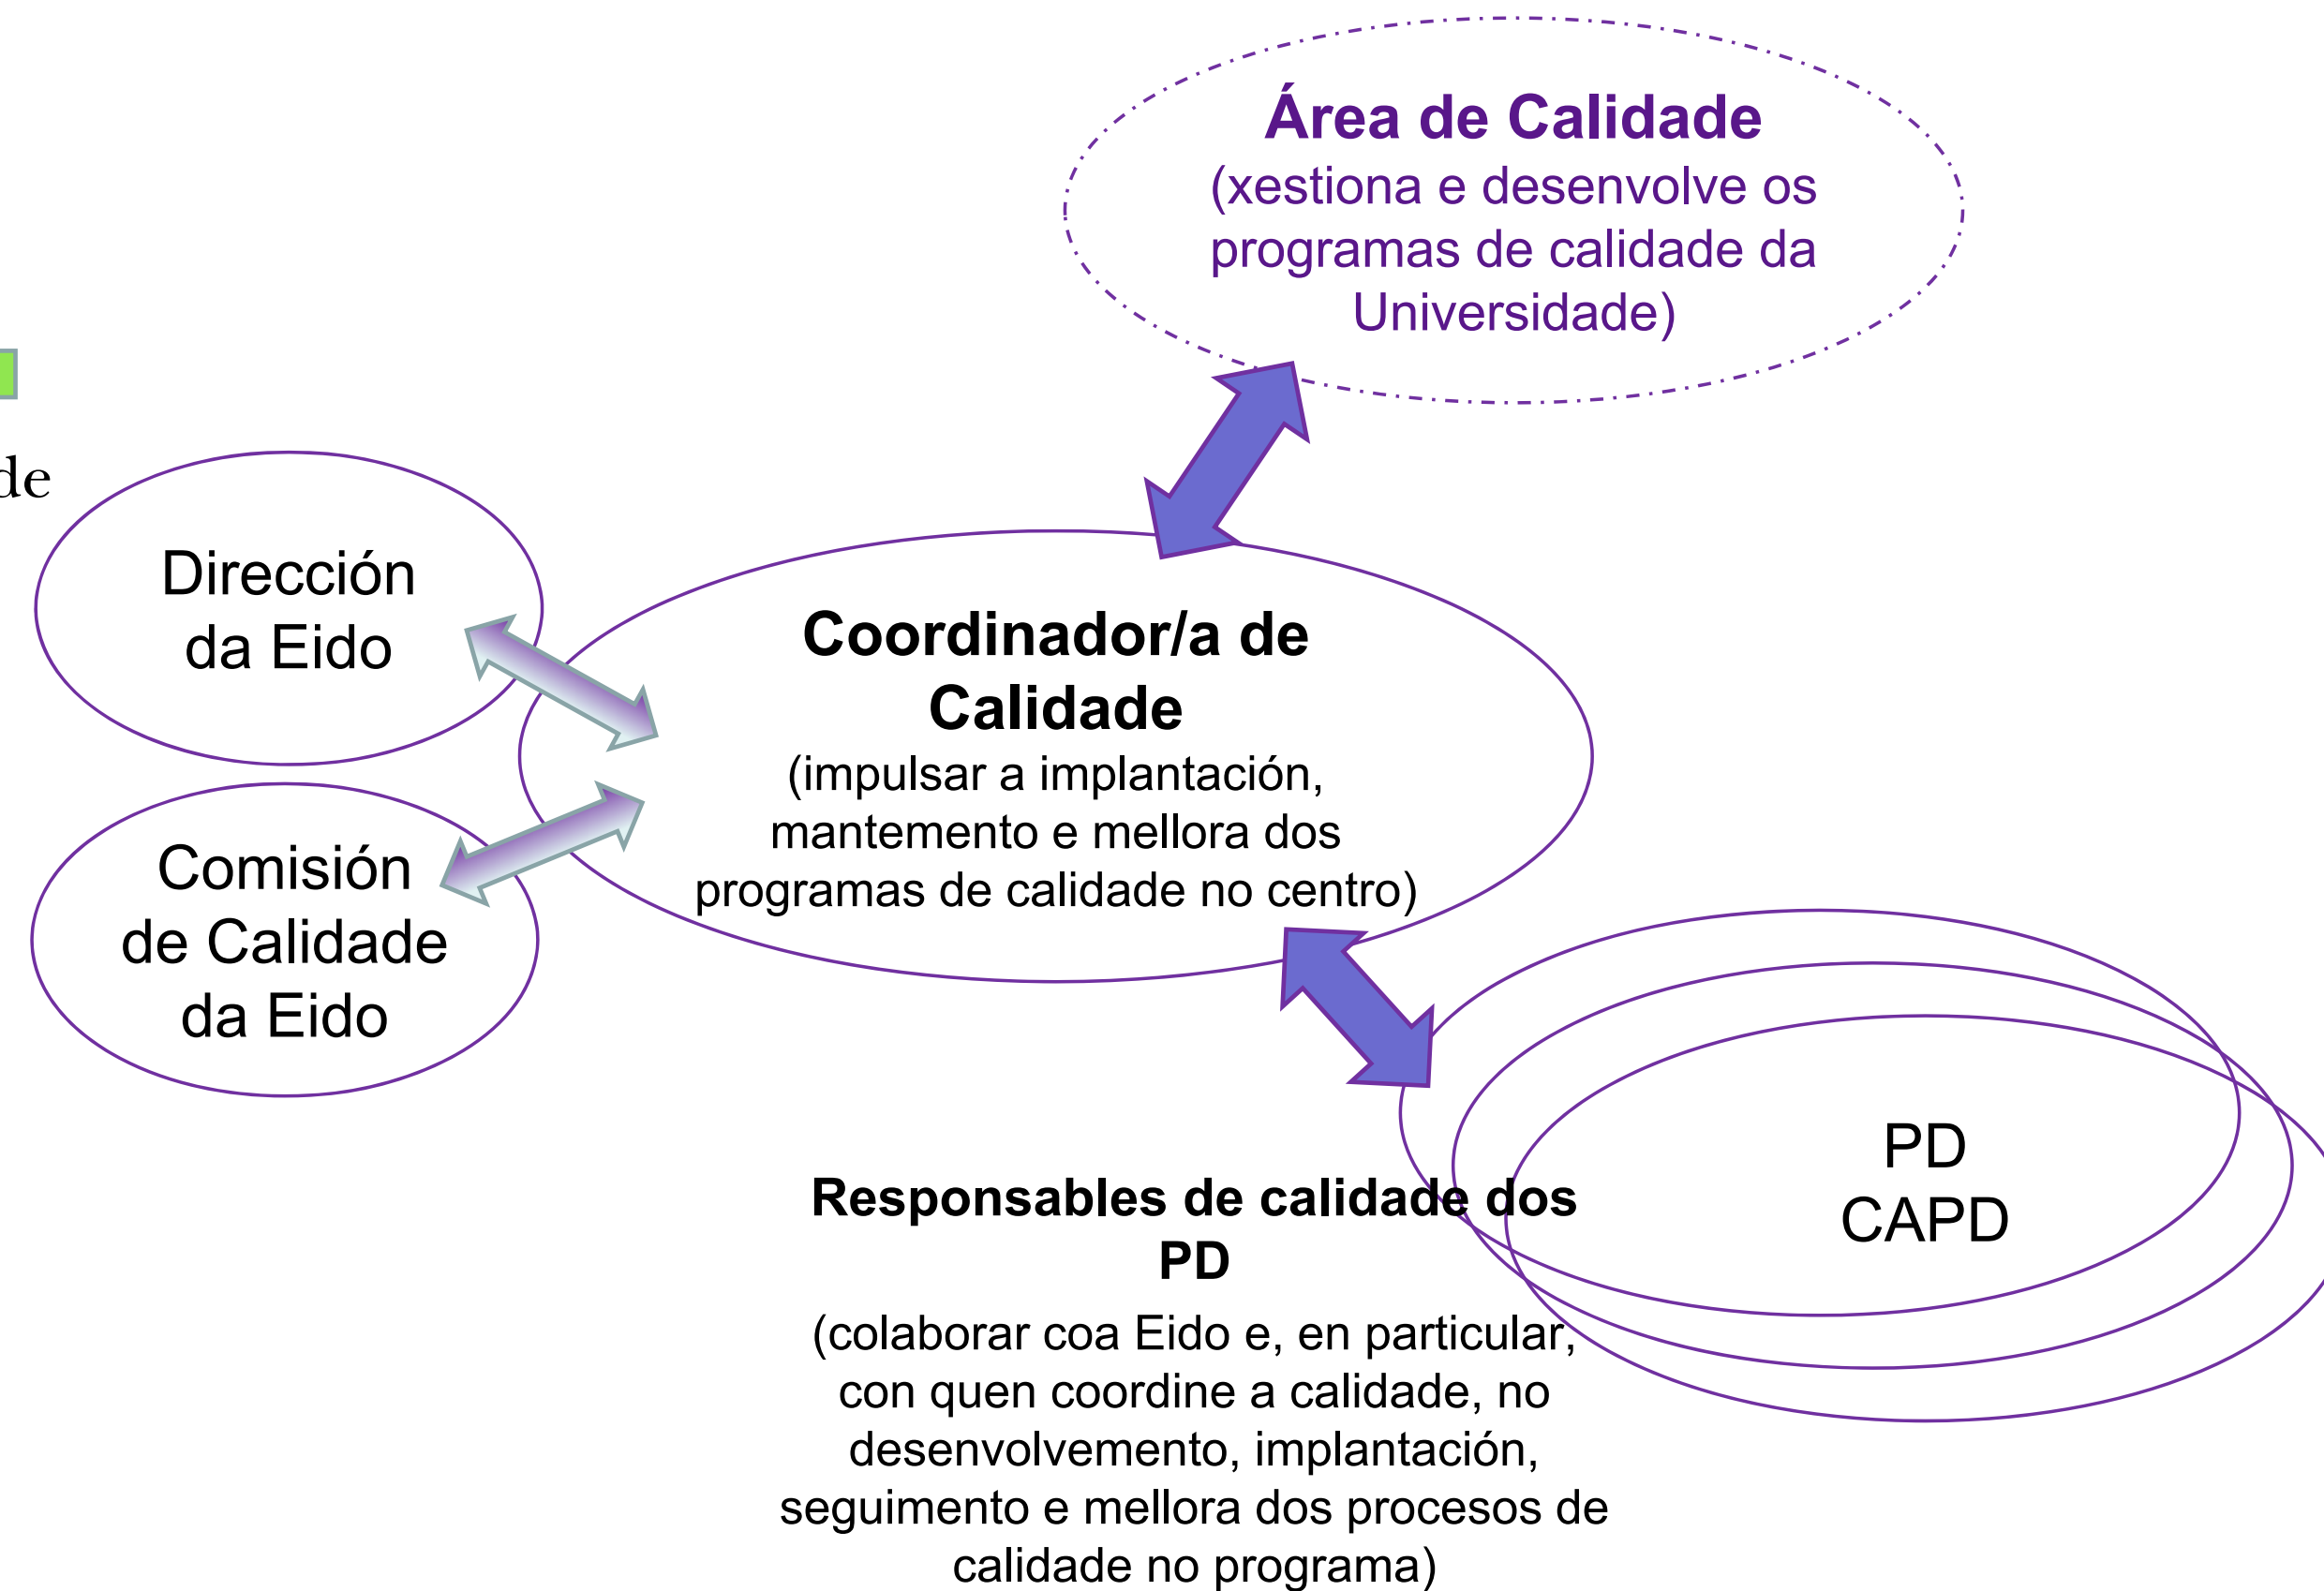 Área de Calidade
(xestiona e desenvolve os
programas de calidade da
Universidade)
de
Dirección
da Eido
Coordinador/a de
Calidade
(impulsar a implantación,
mantemento e mellora dos
programas de calidade no centro)
Comisión
de Calidade
da Eido
PD
CAPD
Responsables de calidade dos
PD
(colaborar coa Eido e, en particular,
con quen coordine a calidade, no
desenvolvemento, implantación,
seguimento e mellora dos procesos de
calidade no programa)